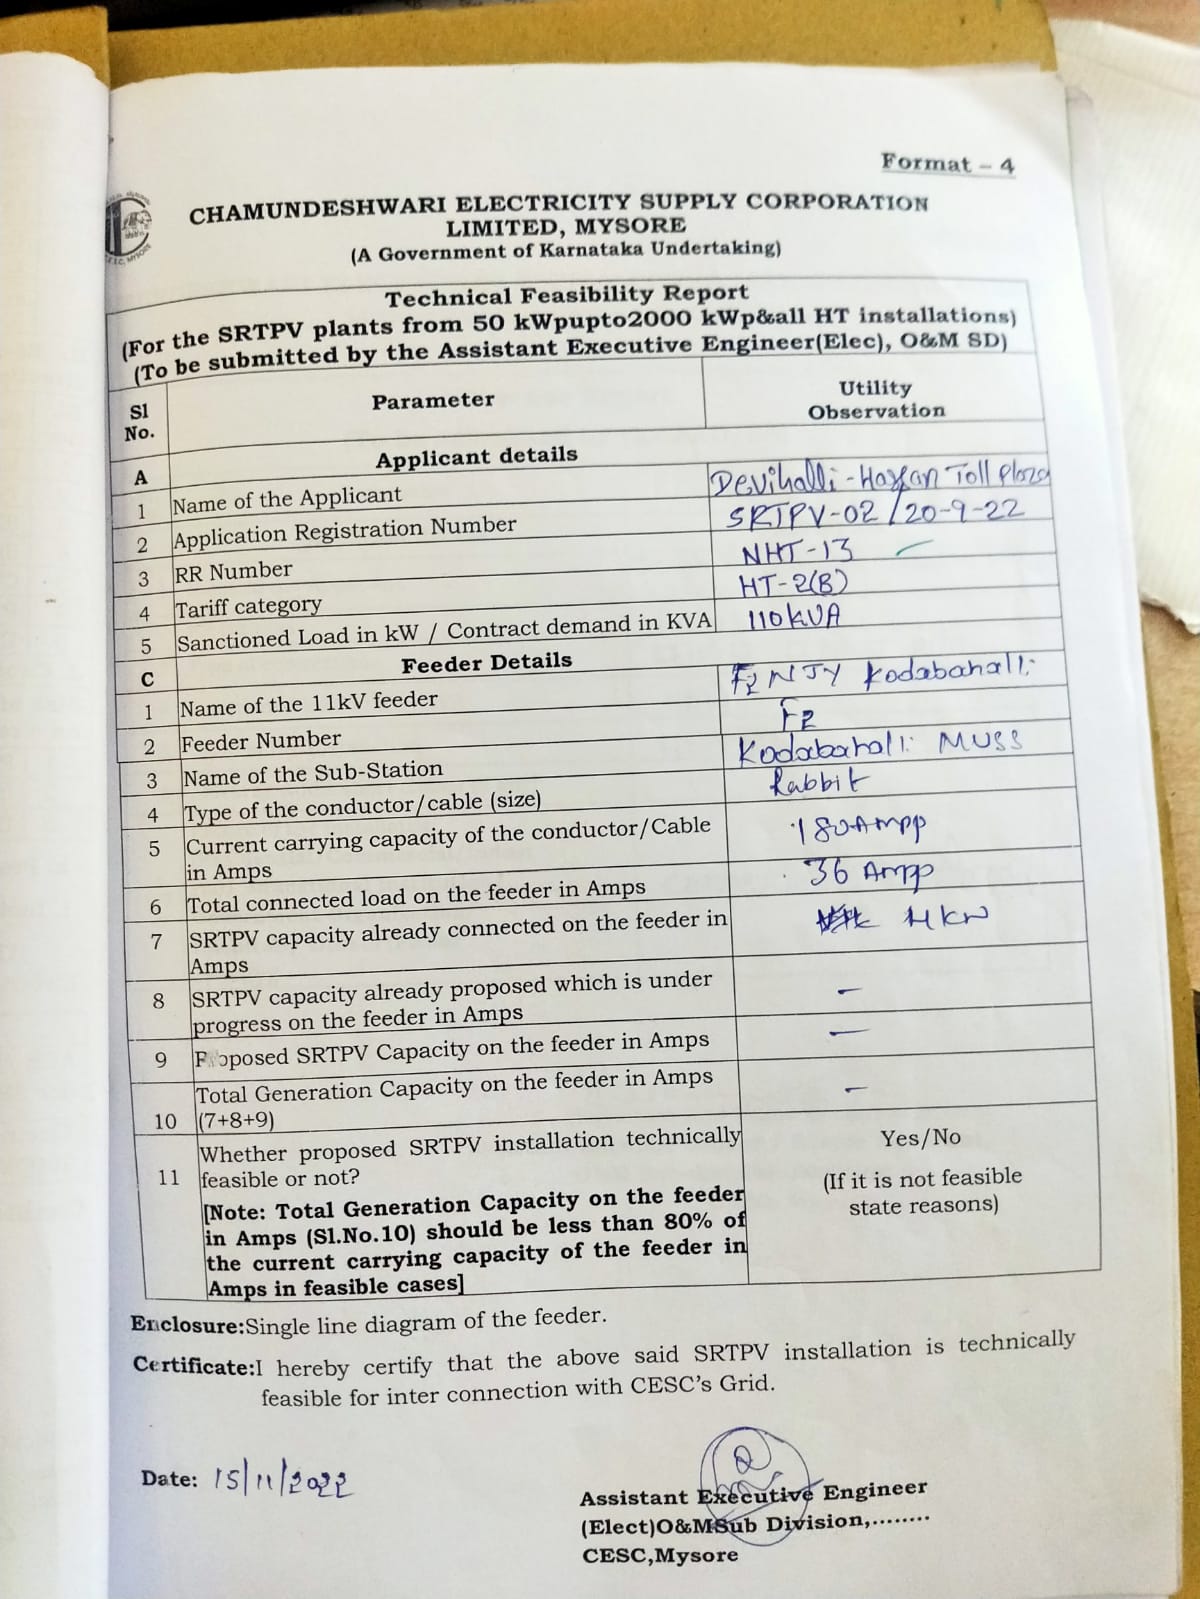 Format - 4
CHAMUNDESHWARI ELECTRICITY SUPPLY CORPORATION
LIMITED, MYSORE
(A Government of Karnataka Undertaking)
Technical Feasibility Report
(For the SRTPV plants from 50 kWpupto2000 kWp&all HT installations)
(To be submitted by the Assistant Executive Engineer(Elec), O&M SD)
Sl No. Parameter Utility Observation
A Applicant details
1 Name of the Applicant Devihalli - Hassan Toll Plaza
2 Application Registration Number SRTPV-02/20-9-22
3 RR Number NHT-13
4 Tariff category HT-2(B)
5 Sanctioned Load in kW / Contract demand in KVA 110 KVA
C Feeder Details
1 Name of the 11kV feeder F2 NJY Kodabahalli
2 Feeder Number F2
3 Name of the Sub-Station Kodabahalli MUSS
4 Type of the conductor/cable (size) Rabbit
5 Current carrying capacity of the conductor/Cable
in Amps 180 Ampp
6 Total connected load on the feeder in Amps 36 Ampp
7 SRTPV capacity already connected on the feeder in
Amps
8 SRTPV capacity already proposed which is under
progress on the feeder in Amps -
9 Proposed SRTPV Capacity on the feeder in Amps -
10 Total Generation Capacity on the feeder in Amps
(7+8+9) -
11 Whether proposed SRTPV installation technically
feasible or not? Yes/No
[Note: Total Generation Capacity on the feeder
in Amps (Sl.No.10) should be less than 80% of
the current carrying capacity of the feeder in
Amps in feasible cases]
(If it is not feasible
state reasons)
Enclosure:Single line diagram of the feeder.
Certificate:I hereby certify that the above said SRTPV installation is technically
feasible for inter connection with CESC's Grid.
Date: 15/11/2022
Assistant Executive Engineer
(Elect)O&MSub Division,........
CESC,Mysore